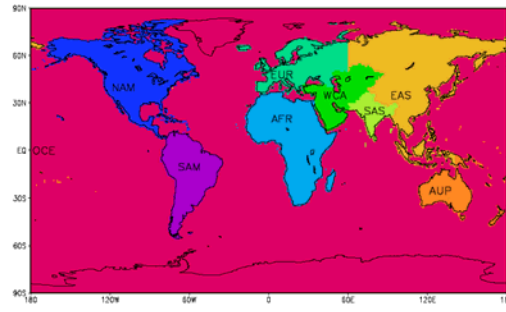 90N
60N
30N
EQ
30S
60S
90S
180
120W
60W
0
60E
120E
180
NAM
EUR
WCA
EAS
SAS
AFR
OCE
SAM
AUP